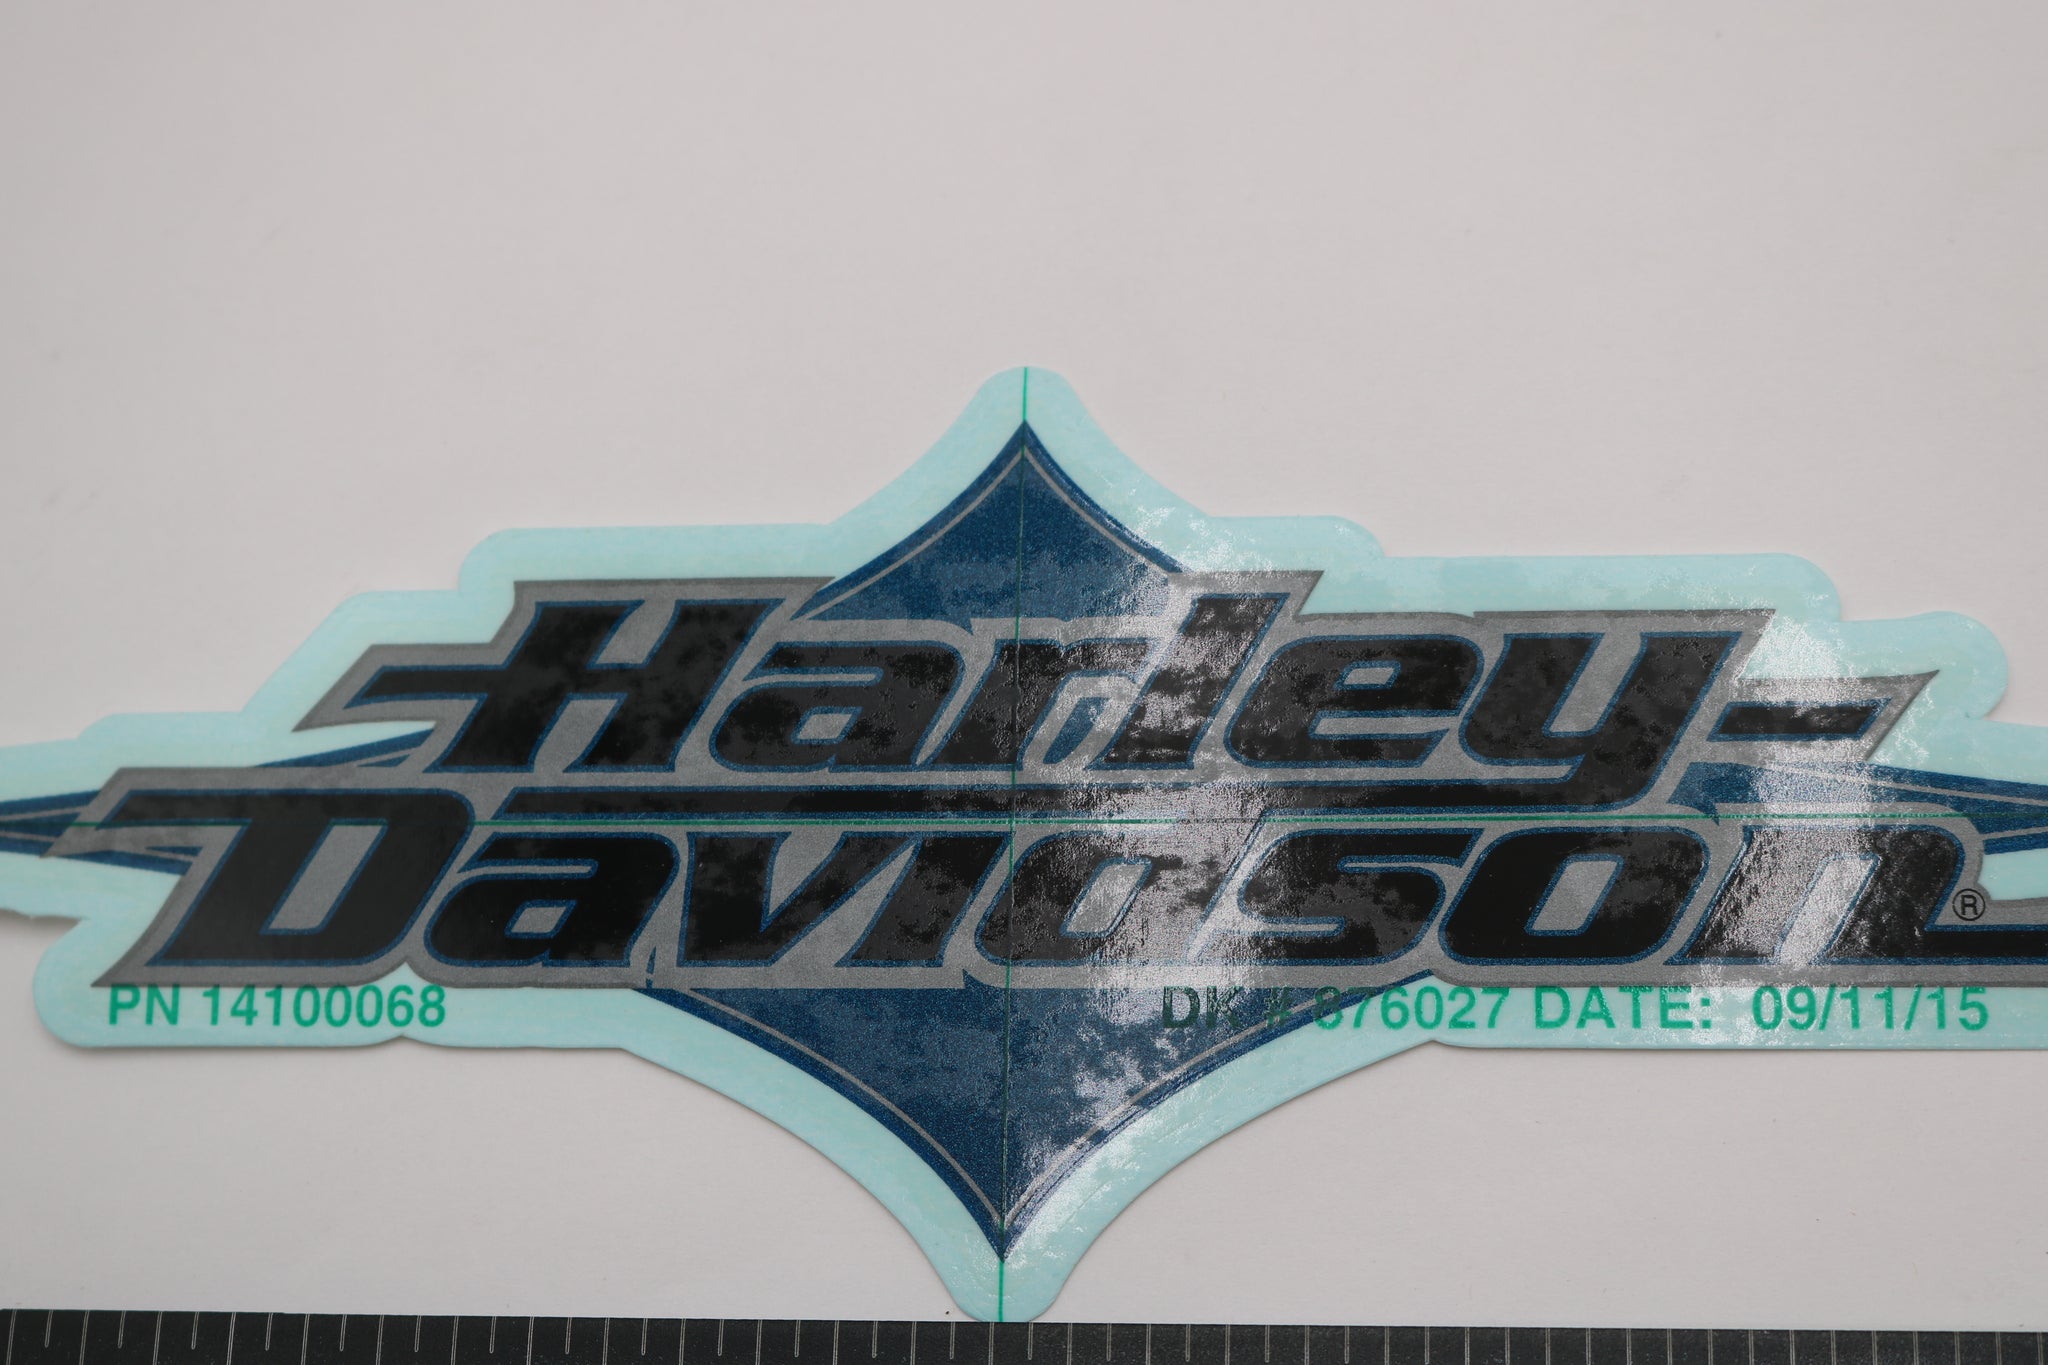 Harley-
Davidson ®
PN 14100068 DK # 876027 DATE: 09/11/15